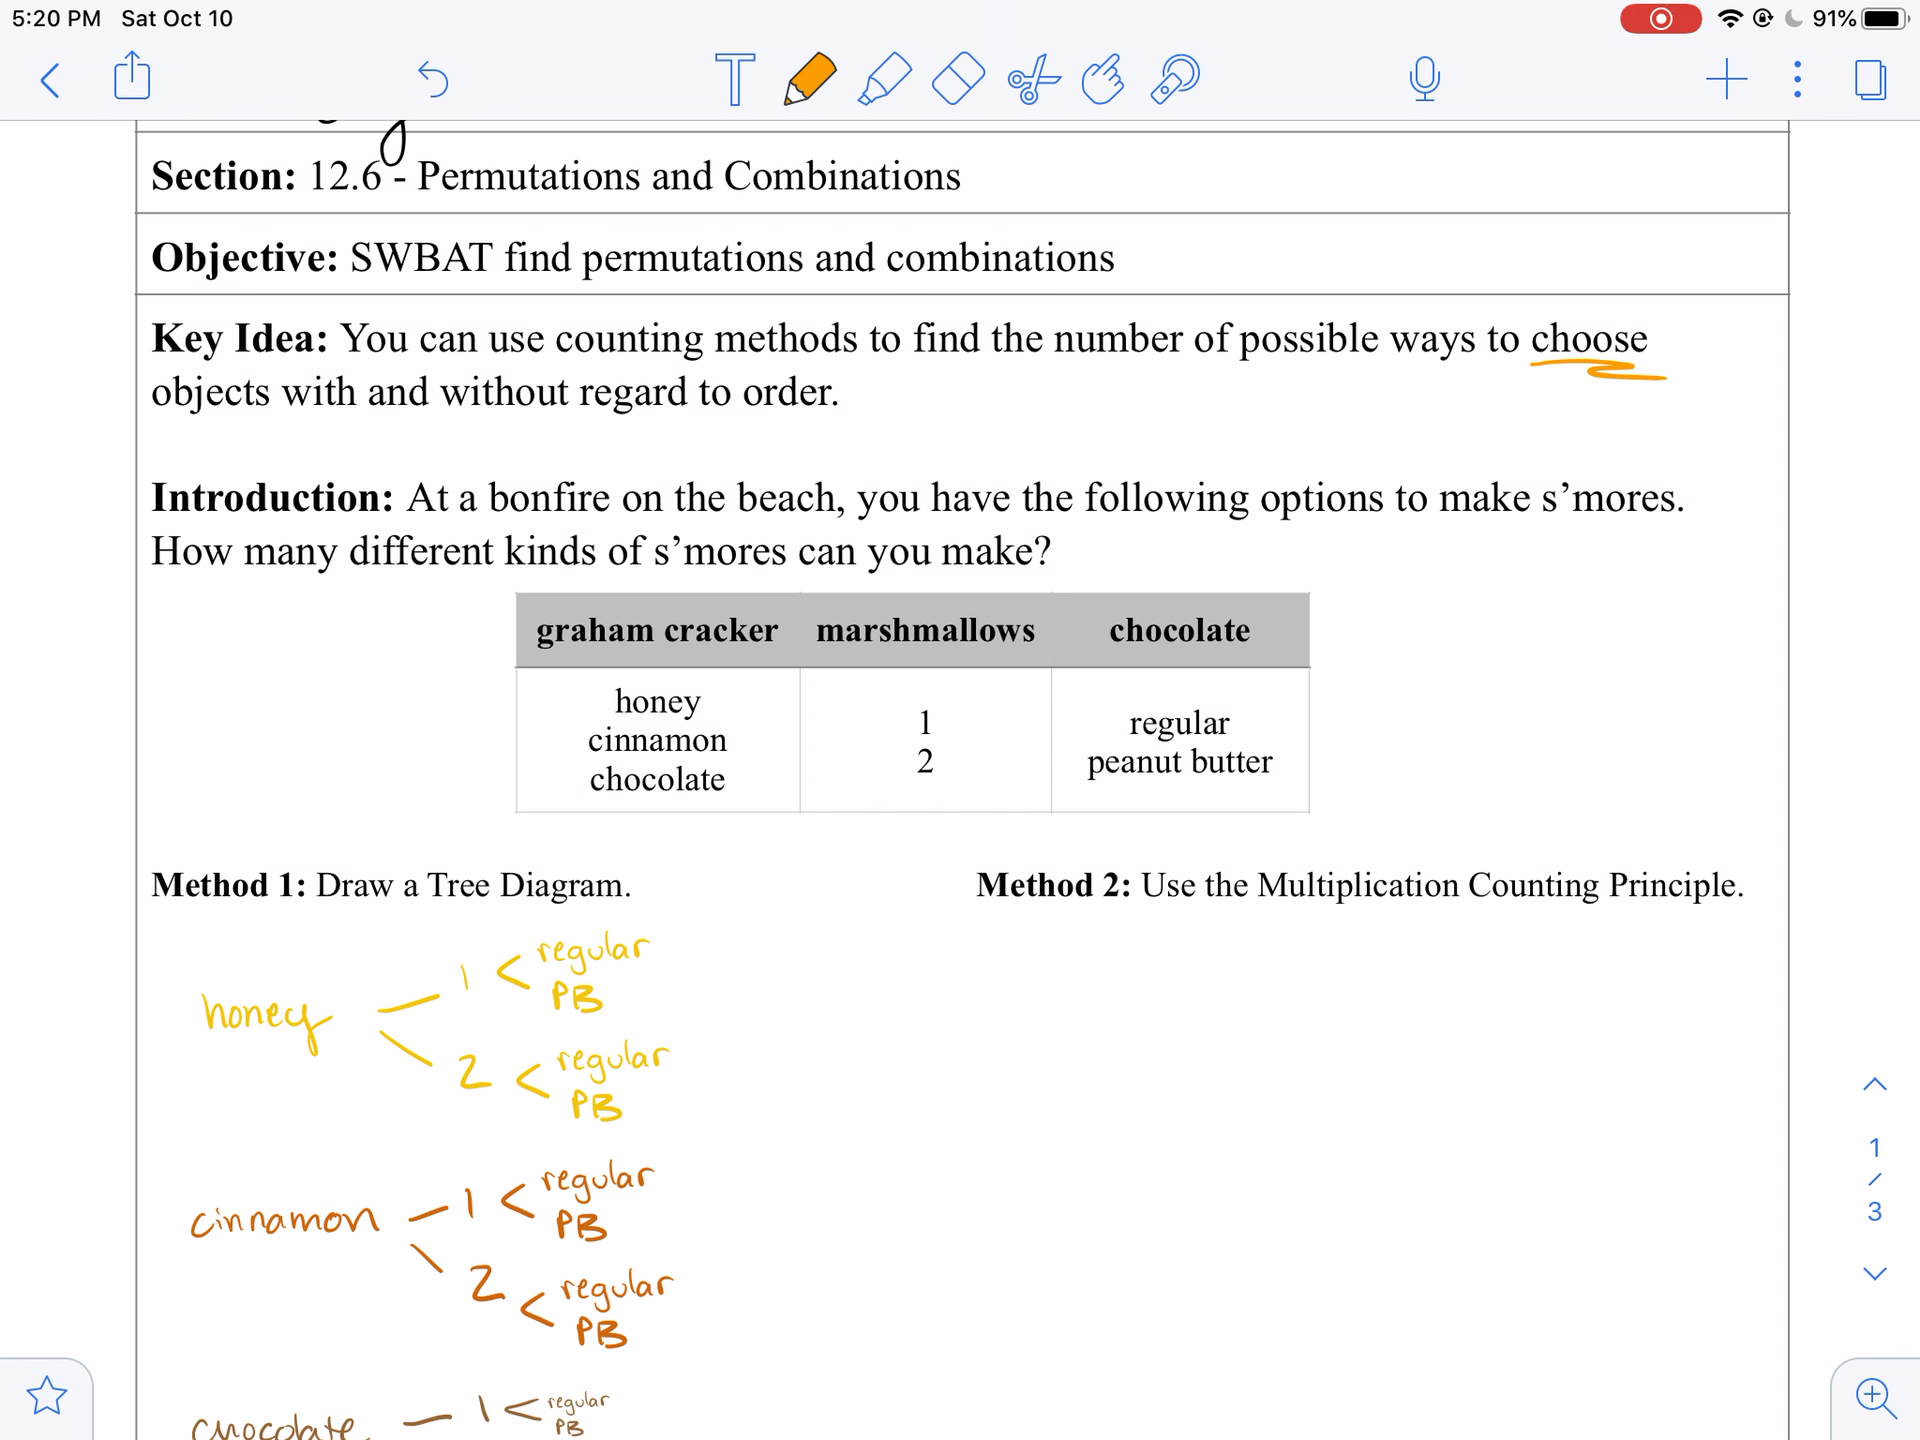 5:20 PM Sat Oct 10
91%
Section: 12.6 - Permutations and Combinations
Objective: SWBAT find permutations and combinations
Key Idea: You can use counting methods to find the number of possible ways to choose
objects with and without regard to order.
Introduction: At a bonfire on the beach, you have the following options to make s’mores.
How many different kinds of s’mores can you make?
graham cracker marshmallows chocolate
honey
cinnamon
chocolate
1
2
regular
peanut butter
Method 1: Draw a Tree Diagram.
Method 2: Use the Multiplication Counting Principle.
honey
1 < regular
PB
2 < regular
PB
cinnamon
1 < regular
PB
2 < regular
PB
chocolate
1 < regular
PB
1
/
3